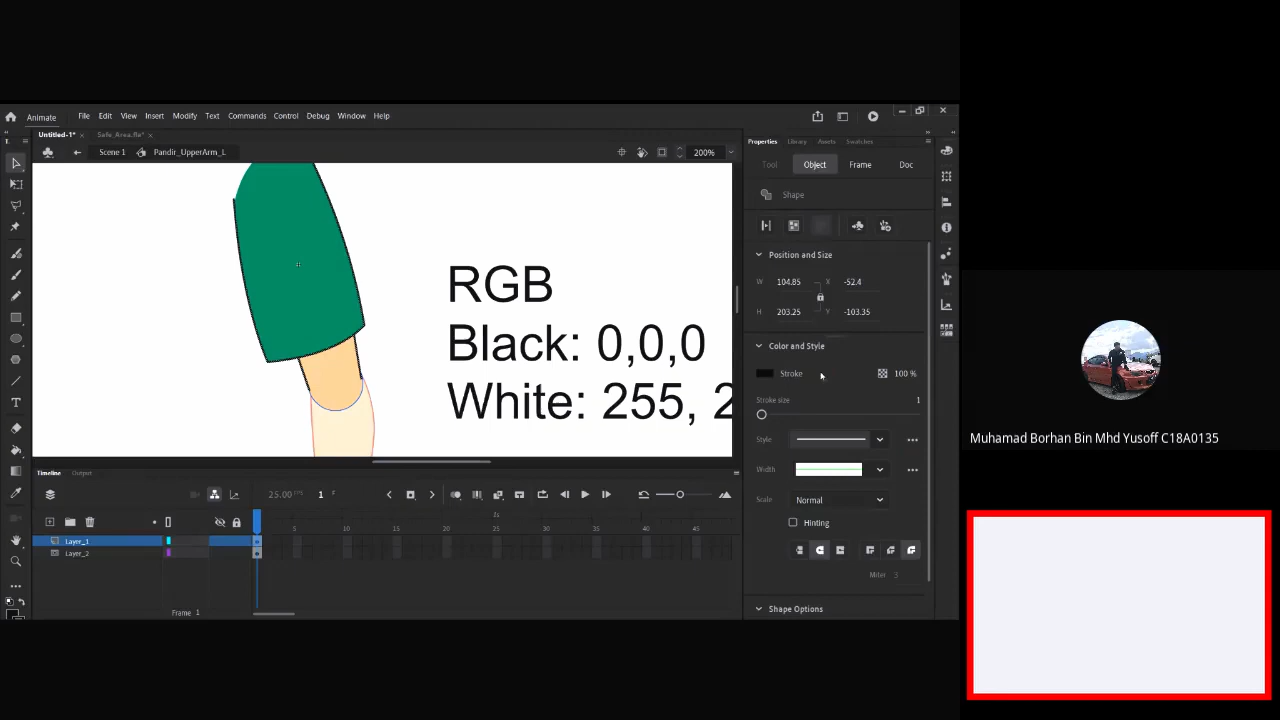 Animate File Edit View Insert Modify Text Commands Control Debug Window Help
Untitled-1* × Safe_Area.fla* ×
Scene 1 Pandir_UpperArm_L 200%
RGB
Black: 0,0,0
White: 255, 2
Properties Library Assets Swatches
Tool Object Frame Doc
Shape
Position and Size
W 104.85 X -52.4
H 203.25 Y -103.35
Color and Style
Stroke 100 %
Stroke size 1
Style
Width
Scale Normal
Hinting
Miter 3
Shape Options
Timeline Output
25.00 FPS 1 F
1s
5 10 15 20 25 30 35 40 45
Layer_1
Layer_2
Frame 1
Muhamad Borhan Bin Mhd Yusoff C18A0135